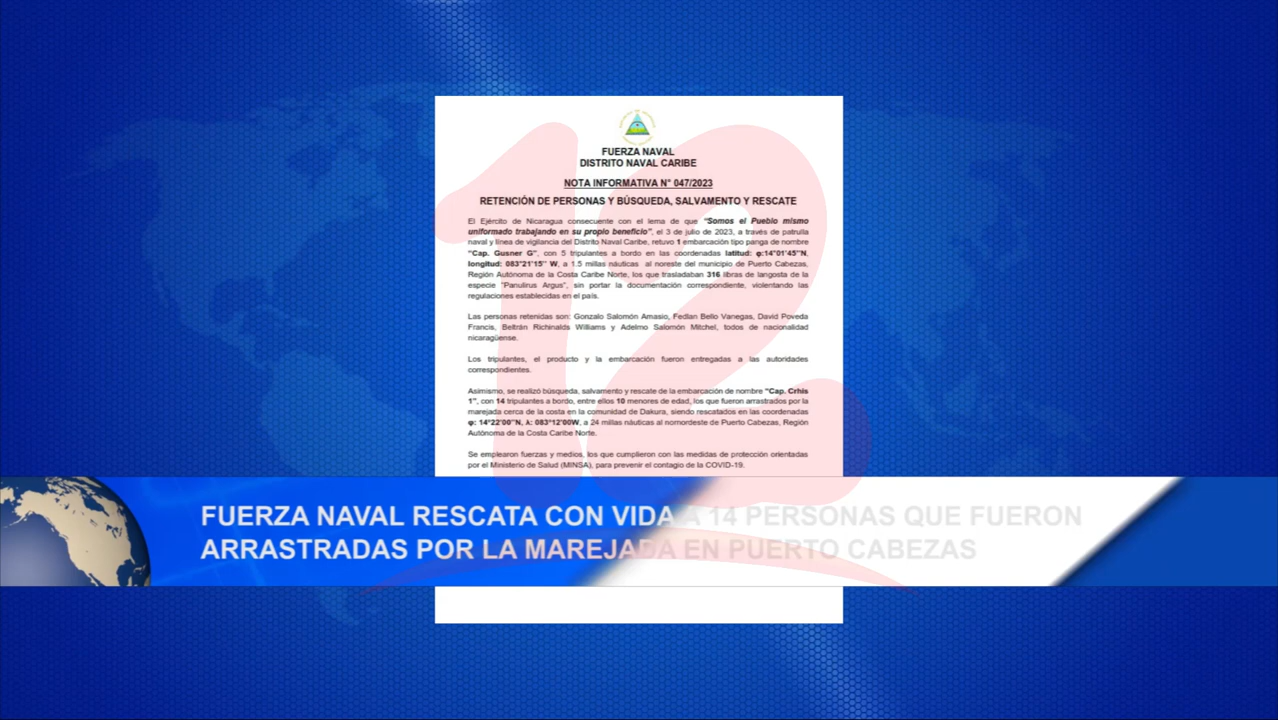 FUERZA NAVAL
DISTRITO NAVAL CARIBE
NOTA INFORMATIVA N° 047/2023
RETENCIÓN DE PERSONAS Y BÚSQUEDA, SALVAMENTO Y RESCATE
El Ejército de Nicaragua consecuente con el lema de que "Somos el Pueblo mismo
uniformado trabajando en su propio beneficio", el 3 de julio de 2023, a través de patrulla
naval y línea de vigilancia del Distrito Naval Caribe, retuvo 1 embarcación tipo panga de nombre
"Cap. Gusner G", con 5 tripulantes a bordo en las coordenadas latitud: φ:14°01'45"N,
longitud: 083°21'15" W, a 1.5 millas náuticas al noreste del municipio de Puerto Cabezas,
Región Autónoma de la Costa Caribe Norte, los que trasladaban 316 libras de langosta de la
especie "Panulirus Argus", sin portar la documentación correspondiente, violentando las
regulaciones establecidas en el país.
Las personas retenidas son: Gonzalo Salomón Amasio, Fedlan Bello Vanegas, David Poveda
Francis, Beltrán Richinalds Williams y Adelmo Salomón Mitchel, todos de nacionalidad
nicaragüense.
Los tripulantes, el producto y la embarcación fueron entregadas a las autoridades
correspondientes.
Asimismo, se realizó búsqueda, salvamento y rescate de la embarcación de nombre "Cap. Crhis
1", con 14 tripulantes a bordo, entre ellos 10 menores de edad, los que fueron arrastrados por la
marejada cerca de la costa en la comunidad de Dakura, siendo rescatados en las coordenadas
φ: 14°22'00"N, λ: 083°12'00W, a 24 millas náuticas al nornordeste de Puerto Cabezas, Región
Autónoma de la Costa Caribe Norte.
Se emplearon fuerzas y medios, los que cumplieron con las medidas de protección orientadas
por el Ministerio de Salud (MINSA), para prevenir el contagio de la COVID-19.
12
FUERZA NAVAL RESCATA CON VIDA A 14 PERSONAS QUE FUERON
ARRASTRADAS POR LA MAREJADA EN PUERTO CABEZAS